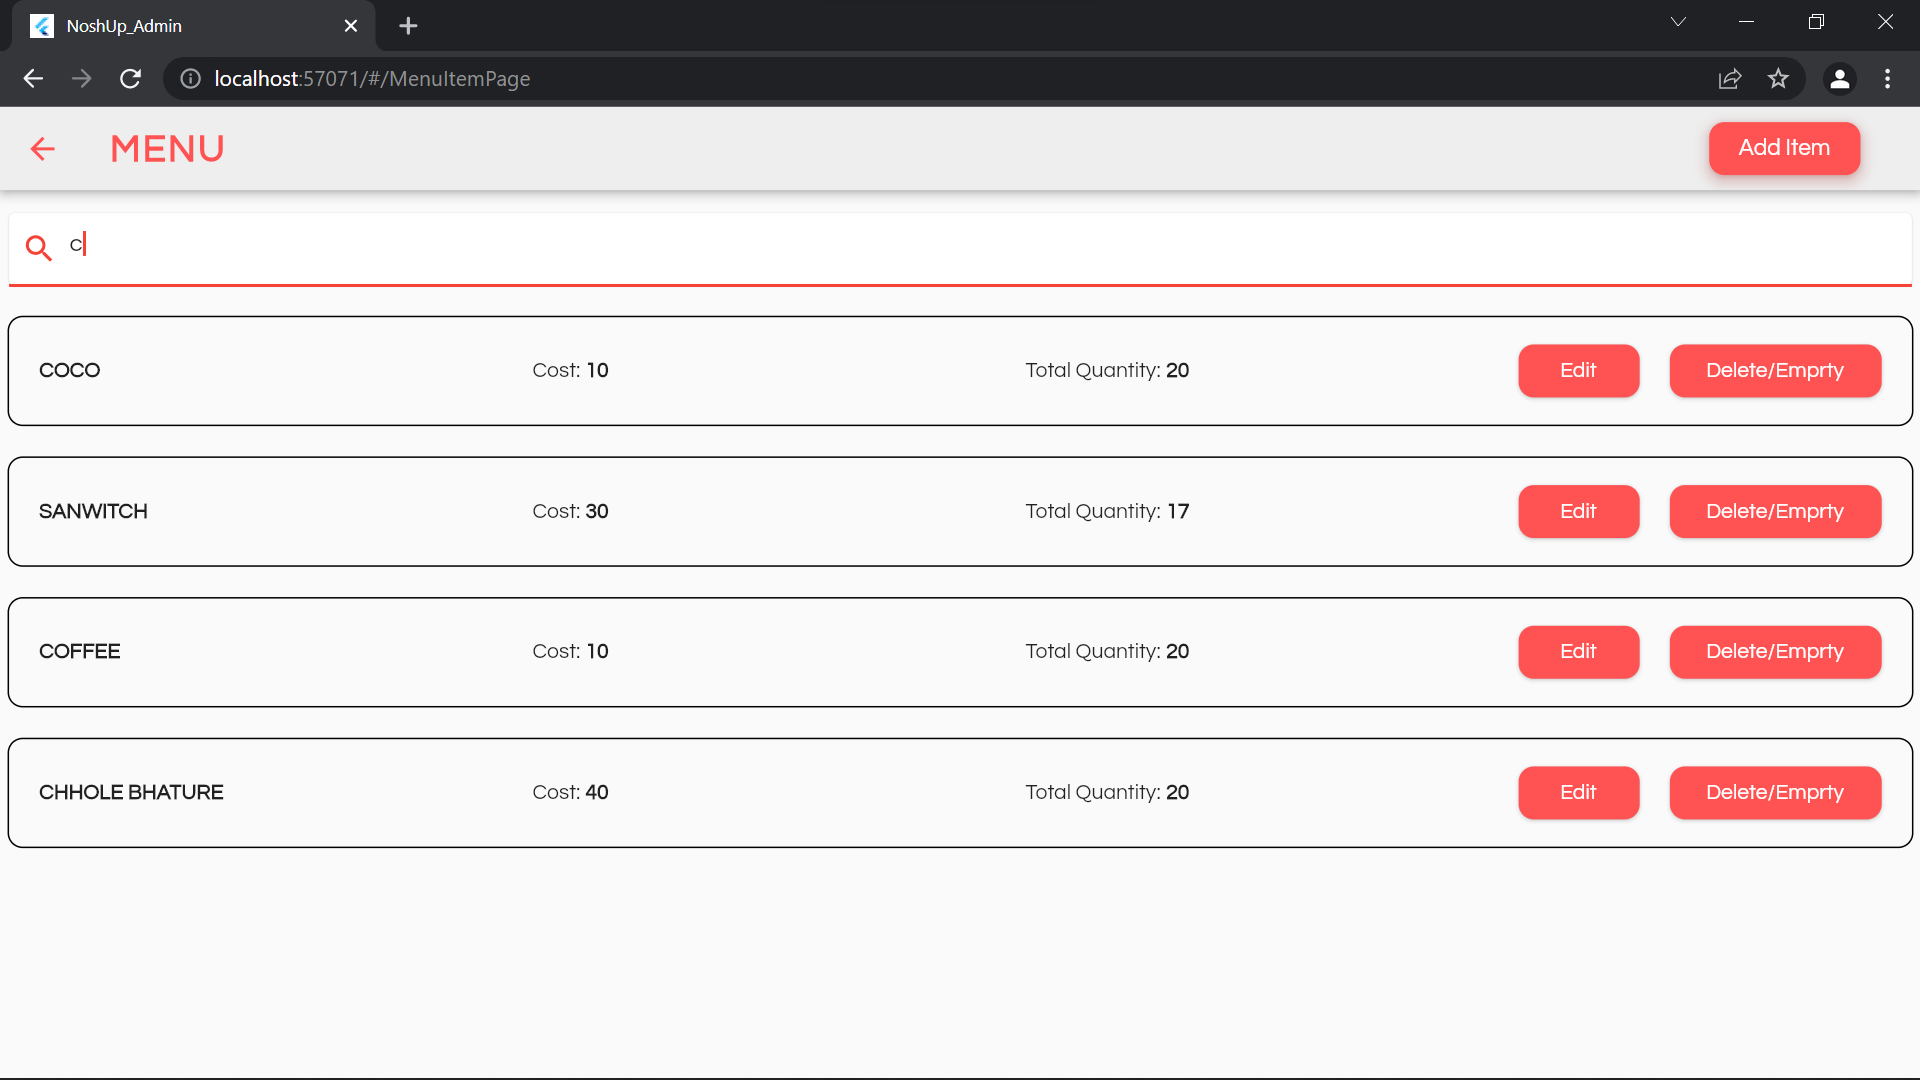 NoshUp_Admin
localhost:57071/#/MenuItemPage
MENU Add Item
c
COCO Cost: 10 Total Quantity: 20 Edit Delete/Emprty
SANWITCH Cost: 30 Total Quantity: 17 Edit Delete/Emprty
COFFEE Cost: 10 Total Quantity: 20 Edit Delete/Emprty
CHHOLE BHATURE Cost: 40 Total Quantity: 20 Edit Delete/Emprty